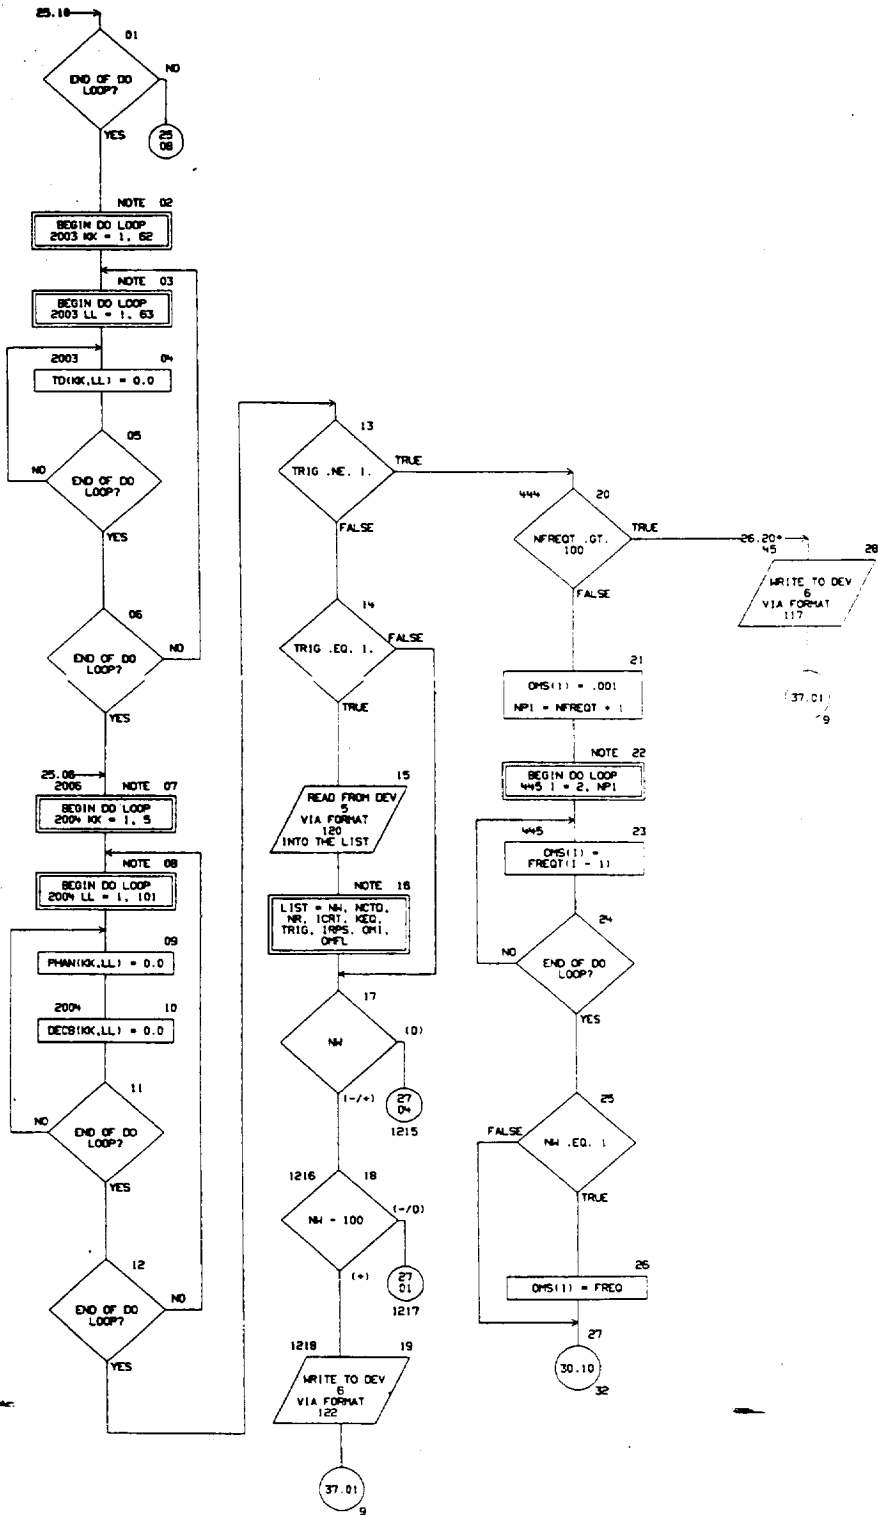 25.10
01
END OF DO
LOOP?
NO
25
08
YES
NOTE 02
BEGIN DO LOOP
2003 KK = 1, 62
NOTE 03
BEGIN DO LOOP
2003 LL = 1, 63
2003
04
TD(KK,LL) = 0.0
05
END OF DO
LOOP?
NO
YES
06
END OF DO
LOOP?
NO
YES
25.06
2006
NOTE 07
BEGIN DO LOOP
2004 KK = 1, 5
NOTE 08
BEGIN DO LOOP
2004 LL = 1, 101
09
PHAN(KK,LL) = 0.0
2004
10
DECB(KK,LL) = 0.0
11
END OF DO
LOOP?
NO
YES
12
END OF DO
LOOP?
NO
YES
13
TRIG .NE. 1.
TRUE
FALSE
14
TRIG .EQ. 1.
FALSE
TRUE
15
READ FROM DEV
5
VIA FORMAT
120
INTO THE LIST
NOTE 16
LIST = NW, NCTD,
NR, ICRT, KEQ,
TRIG, IRPS, OMI,
OMFL
17
NW
(0)
27
04
1215
(-/+)
1216
18
NW - 100
(-/0)
27
01
1217
(+)
1218
19
WRITE TO DEV
6
VIA FORMAT
122
37.01
9
444
20
NFREQT .GT.
100
TRUE
FALSE
21
OMS(1) = .001
NP1 = NFREQT + 1
NOTE 22
BEGIN DO LOOP
445 I = 2, NP1
445
23
OMS(I) =
FREQT(I - 1)
24
END OF DO
LOOP?
NO
YES
25
NW .EQ. 1
FALSE
TRUE
26
OMS(1) = FREQ
27
30.10
32
26.20*
45
28
WRITE TO DEV
6
VIA FORMAT
117
37.01
9